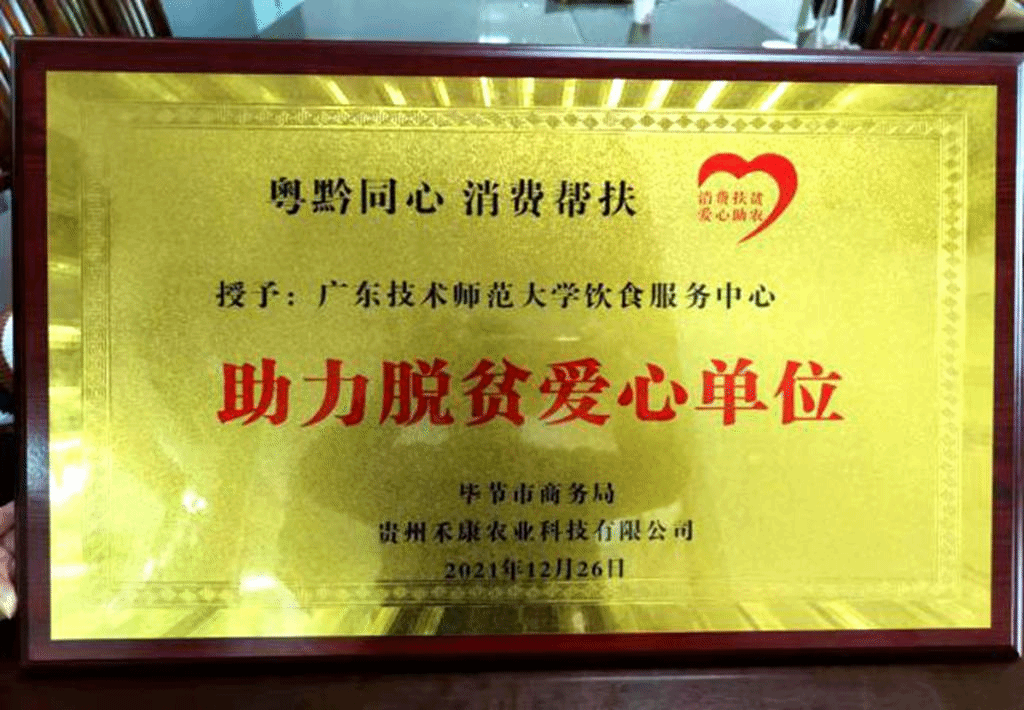 粤黔同心 消费帮扶
消费扶贫
爱心助农
授予：广东技术师范大学饮食服务中心
助力脱贫爱心单位
毕节市商务局
贵州禾康农业科技有限公司
2021年12月26日